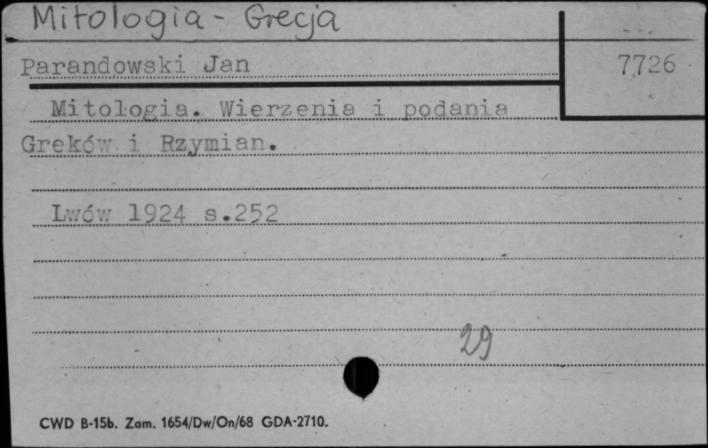 Mitologia - Grecja
Parandowski Jan
7726
Mitologia. Wierzenia i podania
Greków i Rzymian.
Lwów 1924 s.252
29
CWD B-15b. Zam. 1654/Dw/On/68 GDA-2710.